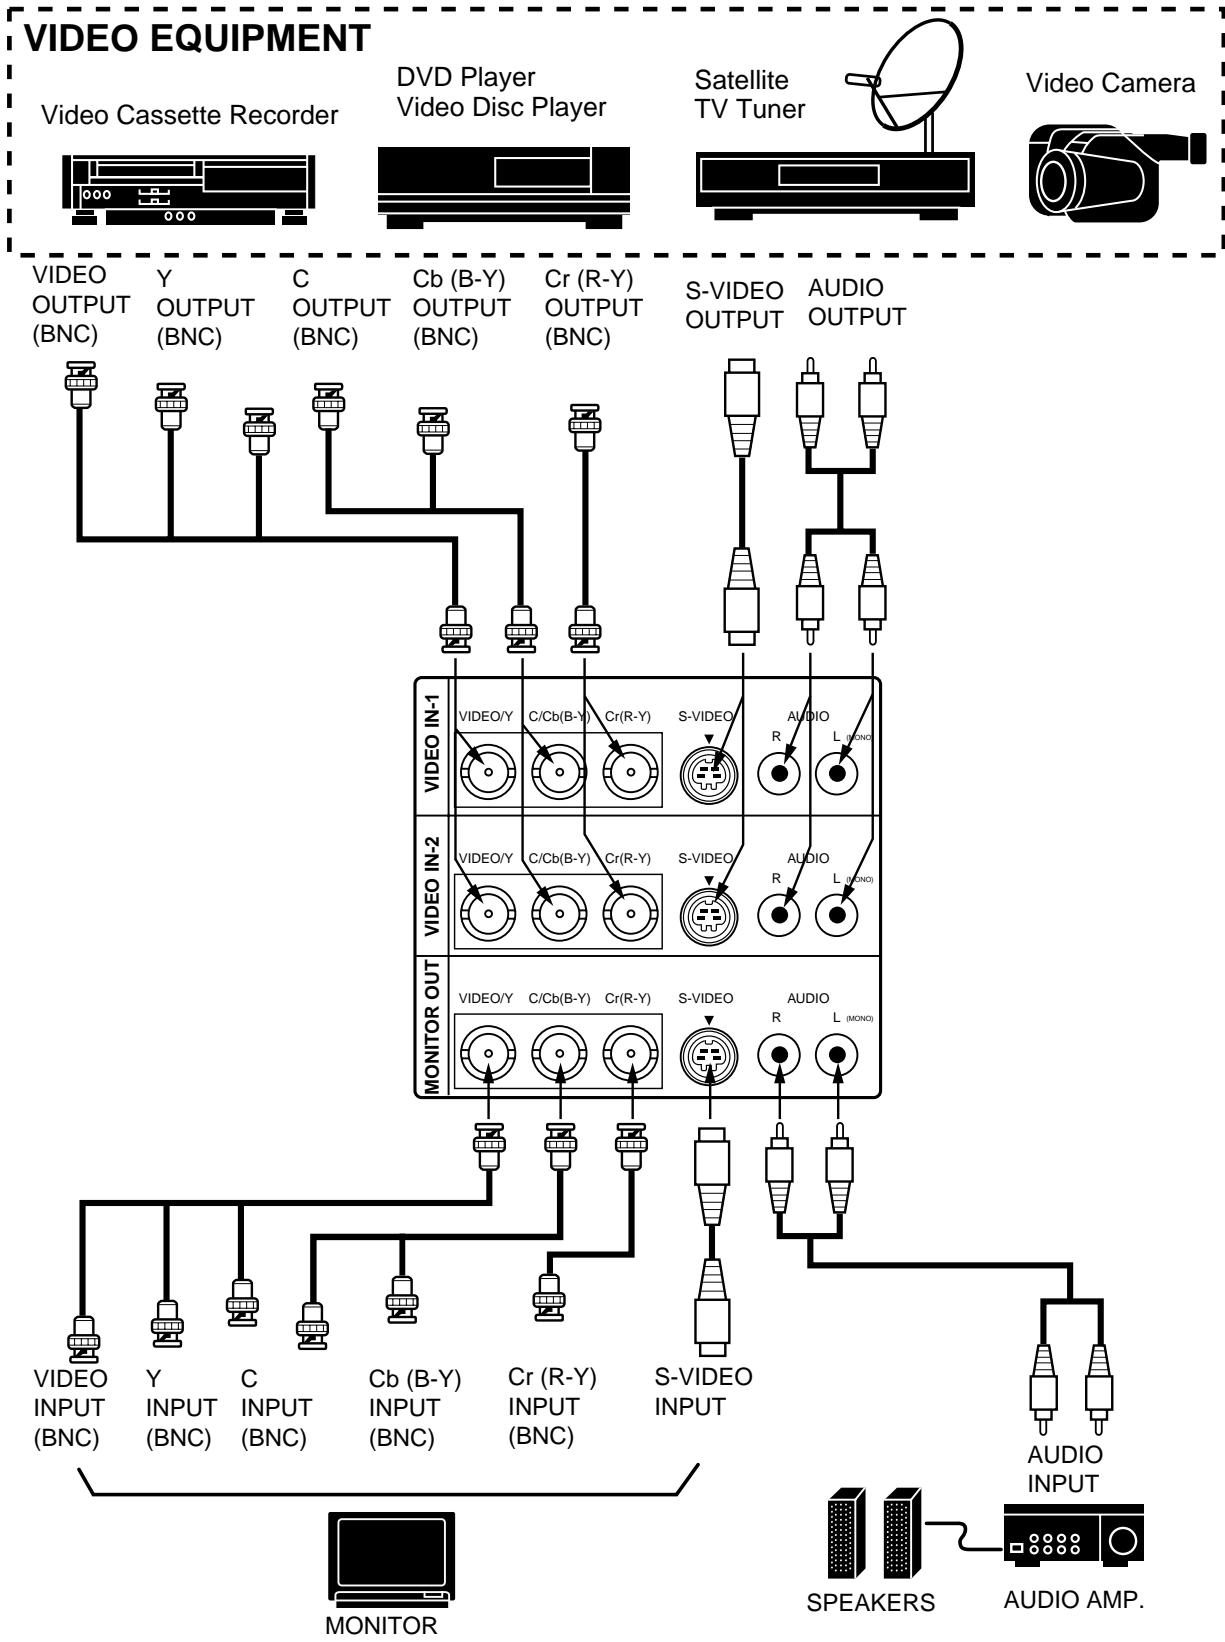 VIDEO EQUIPMENT
Video Cassette Recorder
DVD Player
Video Disc Player
Satellite
TV Tuner
Video Camera
VIDEO
OUTPUT
(BNC)
Y
OUTPUT
(BNC)
C
OUTPUT
(BNC)
Cb (B-Y)
OUTPUT
(BNC)
Cr (R-Y)
OUTPUT
(BNC)
S-VIDEO
OUTPUT
AUDIO
OUTPUT
VIDEO IN-1
VIDEO/Y
C/Cb(B-Y)
Cr(R-Y)
S-VIDEO
AUDIO
R
L (MONO)
VIDEO IN-2
VIDEO/Y
C/Cb(B-Y)
Cr(R-Y)
S-VIDEO
AUDIO
R
L (MONO)
MONITOR OUT
VIDEO/Y
C/Cb(B-Y)
Cr(R-Y)
S-VIDEO
AUDIO
R
L (MONO)
VIDEO
INPUT
(BNC)
Y
INPUT
(BNC)
C
INPUT
(BNC)
Cb (B-Y)
INPUT
(BNC)
Cr (R-Y)
INPUT
(BNC)
S-VIDEO
INPUT
AUDIO
INPUT
MONITOR
SPEAKERS
AUDIO AMP.